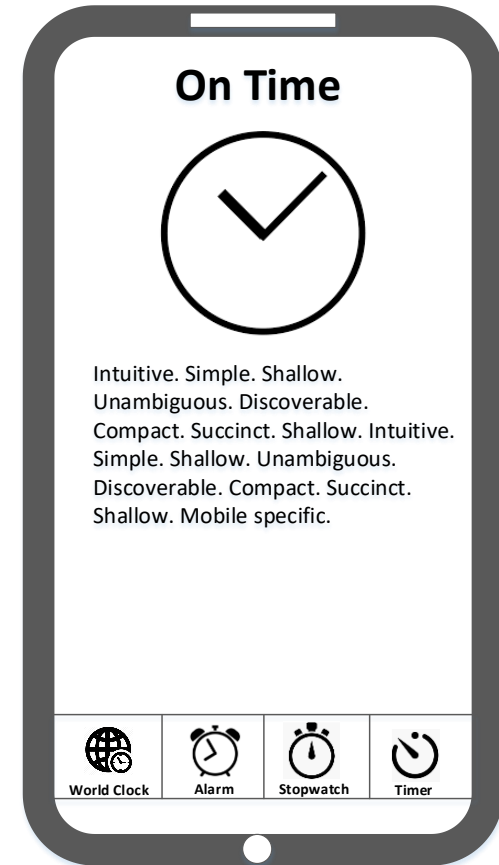 On Time
Intuitive. Simple. Shallow.
Unambiguous. Discoverable.
Compact. Succinct. Shallow. Intuitive.
Simple. Shallow. Unambiguous.
Discoverable. Compact. Succinct.
Shallow. Mobile specific.
World Clock
Alarm
Stopwatch
Timer